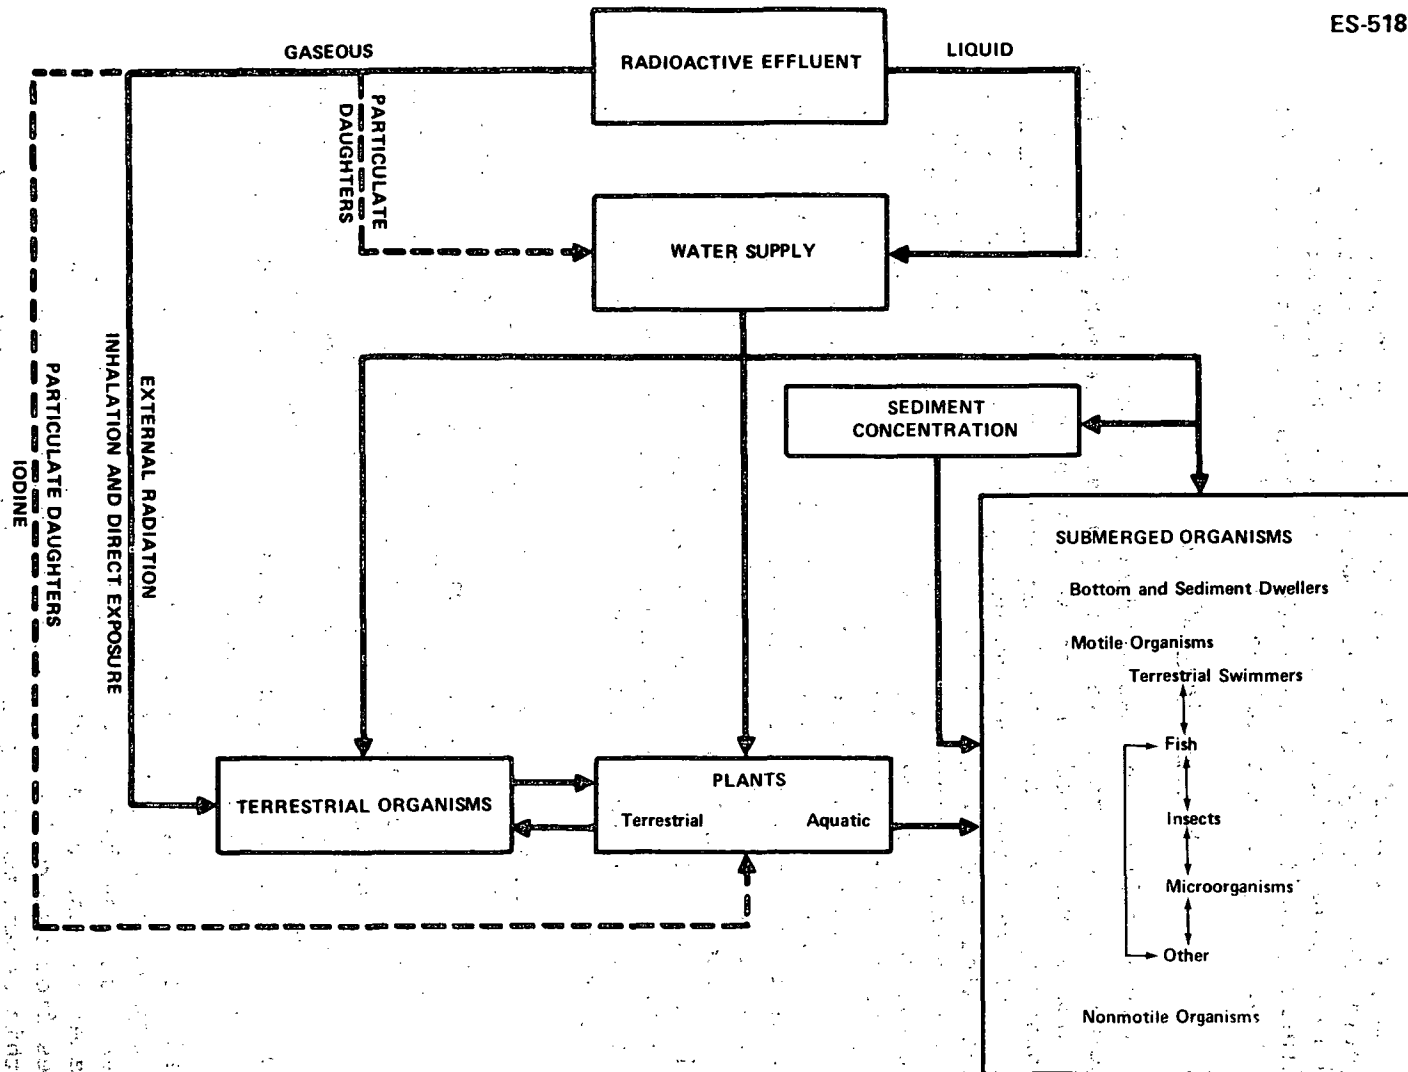 ES-518
GASEOUS
RADIOACTIVE EFFLUENT
LIQUID
PARTICULATE
DAUGHTERS
WATER SUPPLY
EXTERNAL RADIATION
INHALATION AND DIRECT EXPOSURE
PARTICULATE DAUGHTERS
IODINE
SEDIMENT
CONCENTRATION
SUBMERGED ORGANISMS
Bottom and Sediment Dwellers
Motile Organisms
Terrestrial Swimmers
Fish
Insects
Microorganisms
Other
Nonmotile Organisms
TERRESTRIAL ORGANISMS
PLANTS
Terrestrial
Aquatic